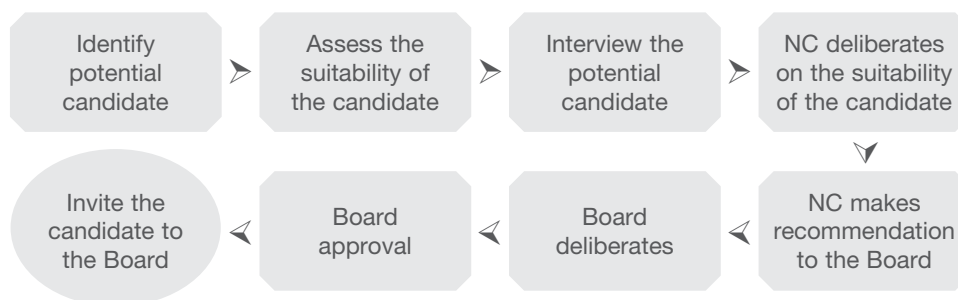 Identify
potential
candidate
Assess the
suitability of
the candidate
Interview the
potential
candidate
NC deliberates
on the suitability
of the candidate
NC makes
recommendation
to the Board
Board
deliberates
Board
approval
Invite the
candidate to
the Board